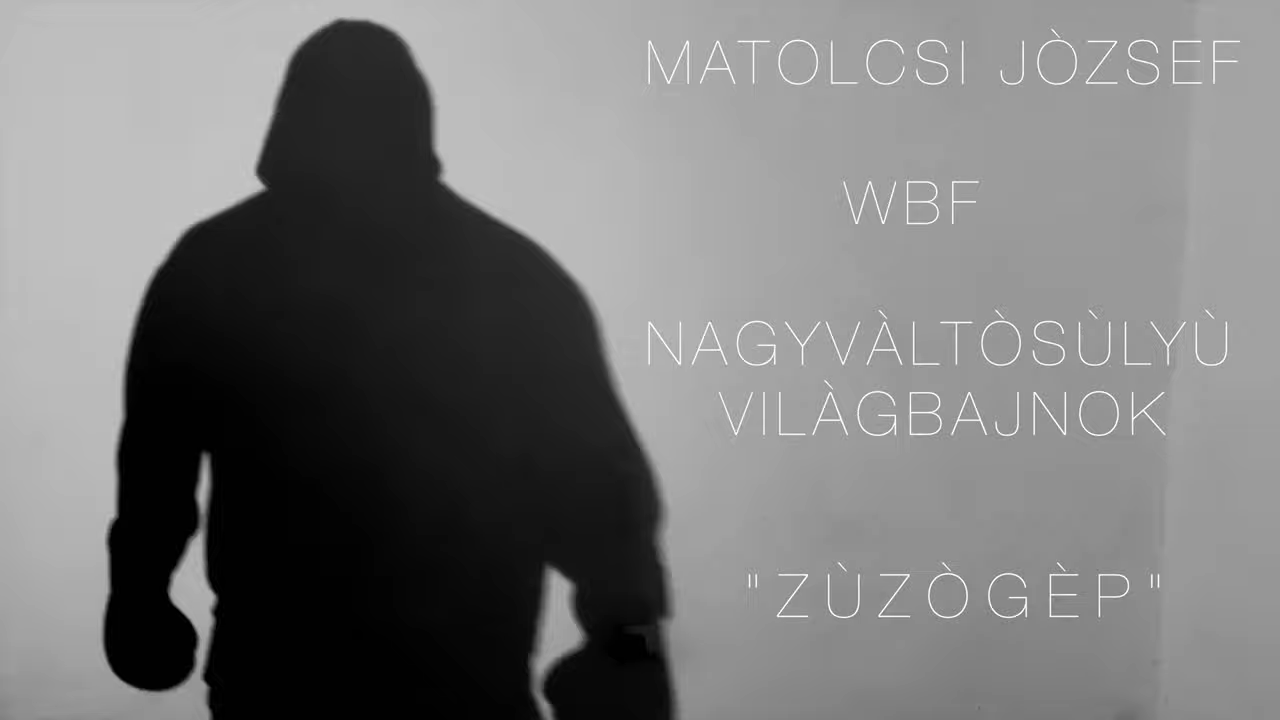 MATOLCSI JÒZSEF
WBF
NAGYVÀLTÒSÙLYÙ
VILÀGBAJNOK
"ZÙZÒGÈP"